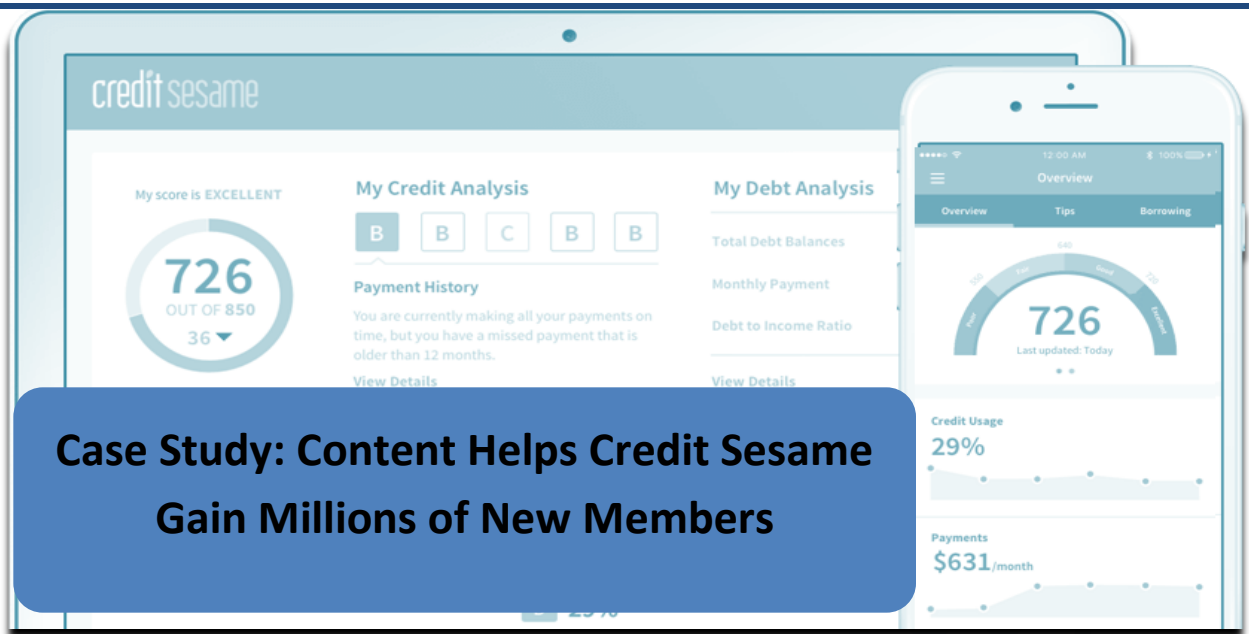 credit sesame
My score is EXCELLENT
726
OUT OF 850
36
My Credit Analysis
B B C B B
Payment History
You are currently making all your payments on
time, but you have a missed payment that is
older than 12 months.
View Details
My Debt Analysis
Total Debt Balances
Monthly Payment
Debt to Income Ratio
View Details
Case Study: Content Helps Credit Sesame
Gain Millions of New Members
12:00 AM 100%
Overview
Overview Tips Borrowing
550 640 720
Poor Fair Good Excellent
726
Last updated: Today
Credit Usage
29%
Payments
$631/month